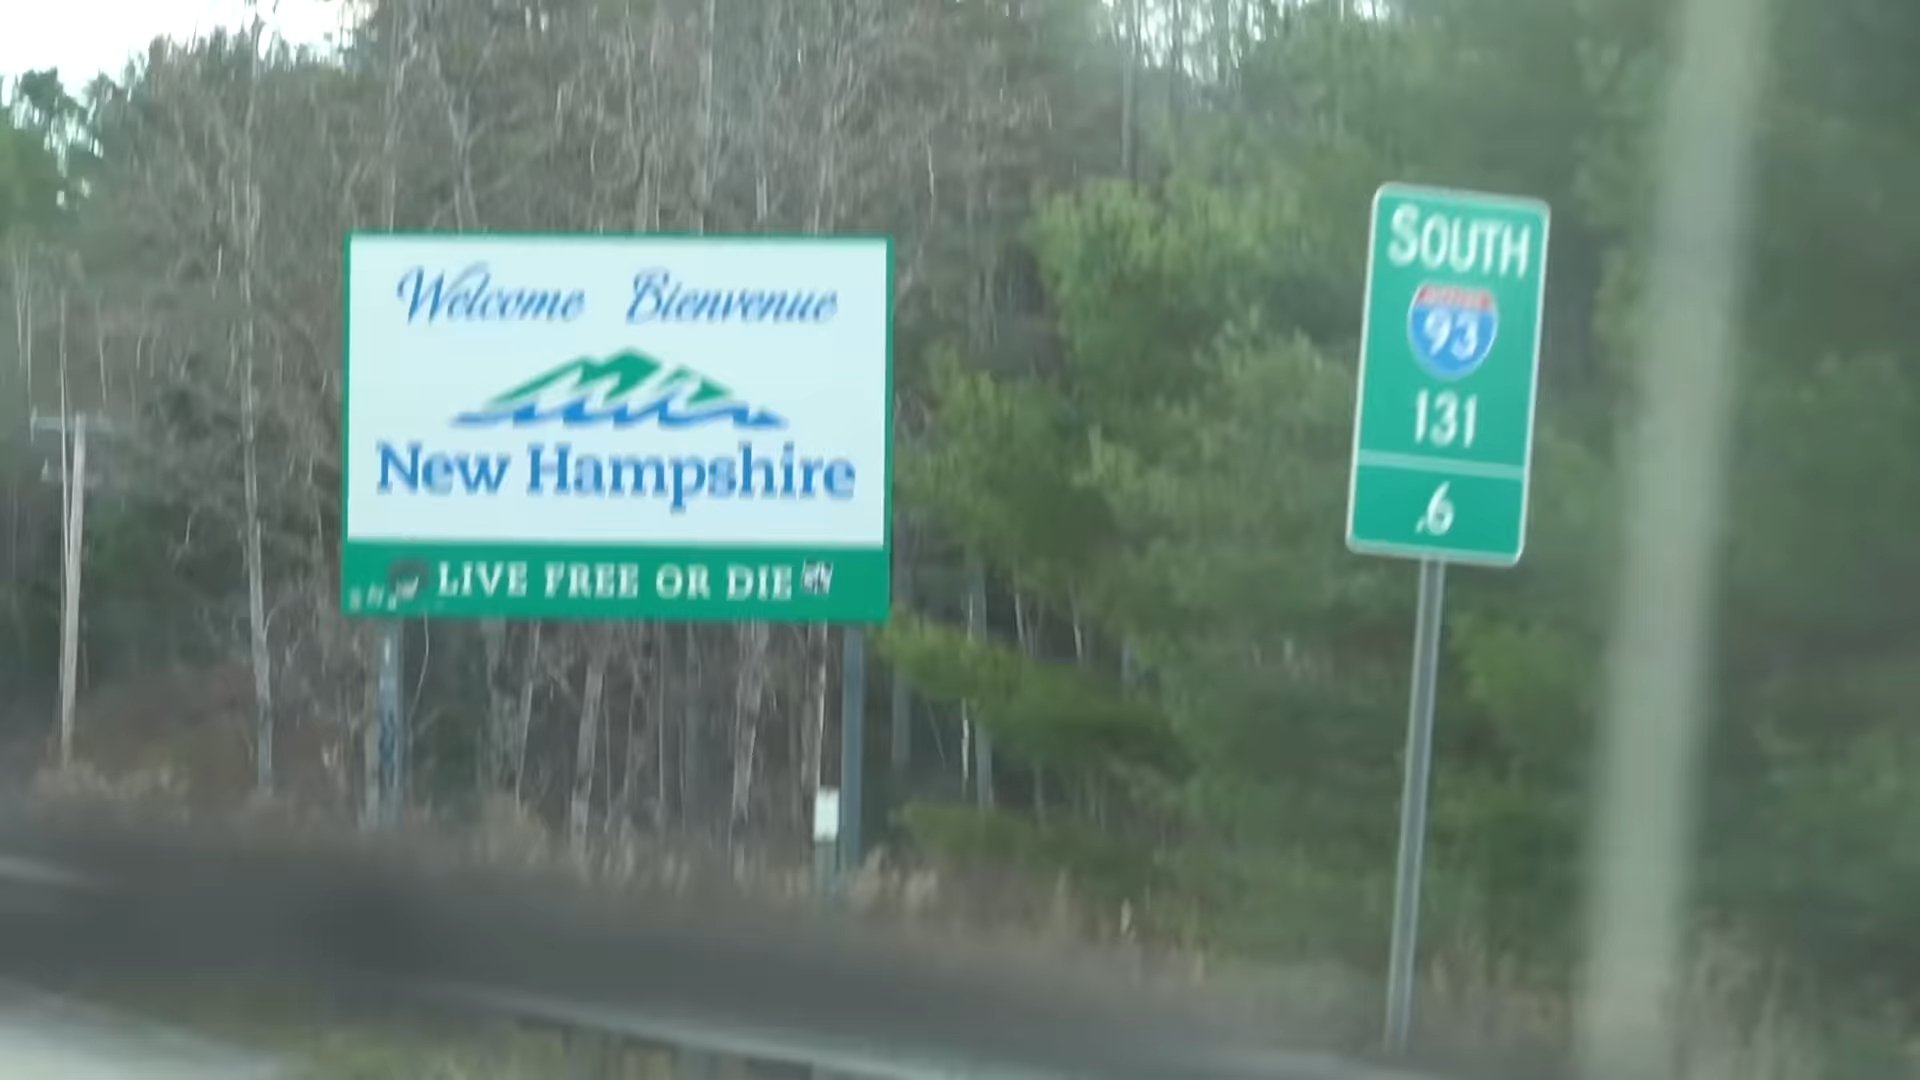 Welcome Bienvenue
New Hampshire
LIVE FREE OR DIE
SOUTH
93
131
.6